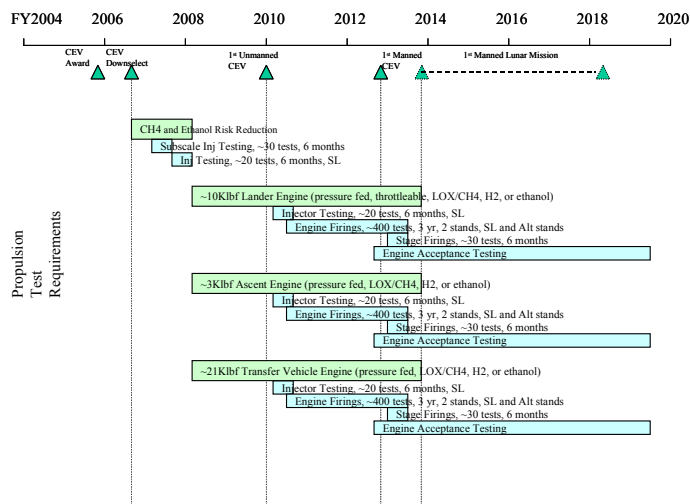 FY2004 2006 2008 2010 2012 2014 2016 2018 2020
CEV Award
CEV Downselect
1st Unmanned CEV
1st Manned CEV
1st Manned Lunar Mission
Propulsion Test Requirements
CH4 and Ethanol Risk Reduction
Subscale Inj Testing, ~30 tests, 6 months
Inj Testing, ~20 tests, 6 months, SL
~10Klbf Lander Engine (pressure fed, throttleable, LOX/CH4, H2, or ethanol)
Injector Testing, ~20 tests, 6 months, SL
Engine Firings, ~400 tests, 3 yr, 2 stands, SL and Alt stands
Stage Firings, ~30 tests, 6 months
Engine Acceptance Testing
~3Klbf Ascent Engine (pressure fed, LOX/CH4, H2, or ethanol)
Injector Testing, ~20 tests, 6 months, SL
Engine Firings, ~400 tests, 3 yr, 2 stands, SL and Alt stands
Stage Firings, ~30 tests, 6 months
Engine Acceptance Testing
~21Klbf Transfer Vehicle Engine (pressure fed, LOX/CH4, H2, or ethanol)
Injector Testing, ~20 tests, 6 months, SL
Engine Firings, ~400 tests, 3 yr, 2 stands, SL and Alt stands
Stage Firings, ~30 tests, 6 months
Engine Acceptance Testing